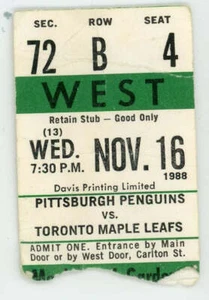 SEC. ROW SEAT
72 B 4
WEST
Retain Stub – Good Only
(13)
WED. NOV. 16
7:30 P.M. 1988
Davis Printing Limited
PITTSBURGH PENGUINS
VS.
TORONTO MAPLE LEAFS
ADMIT ONE. Entrance by Main
Door or by West Door, Carlton St.